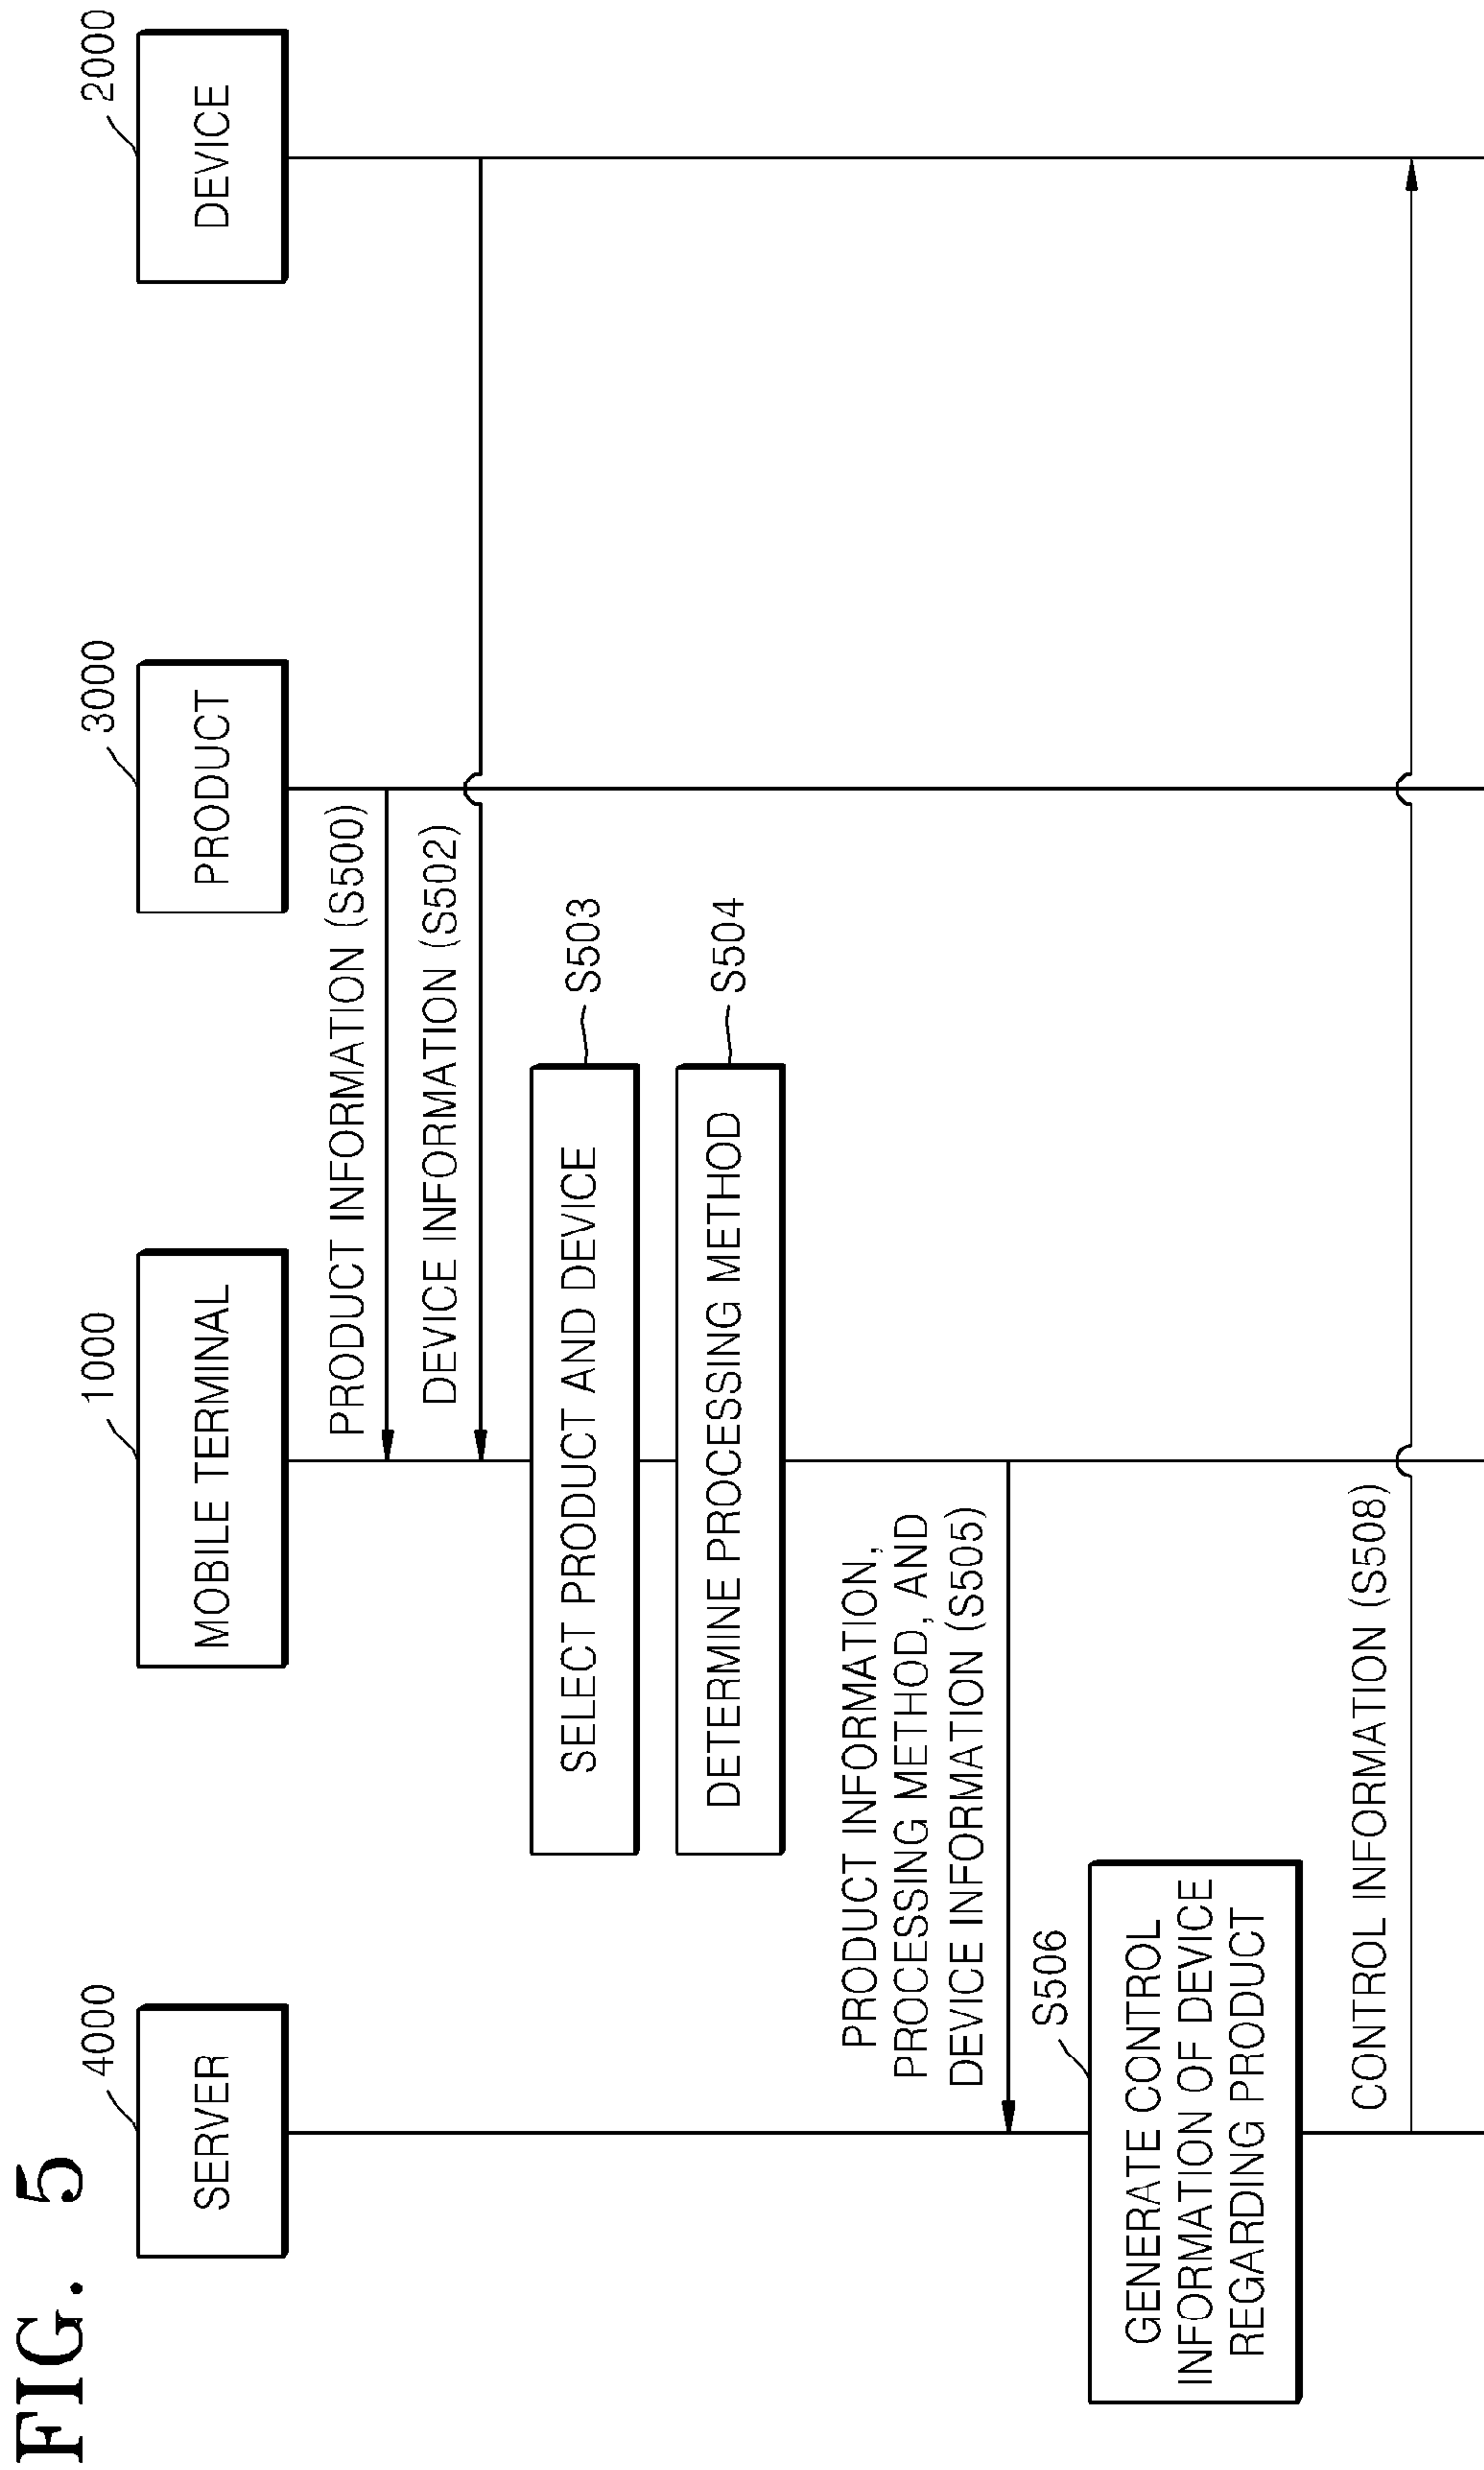 FIG. 5
4000
1000
3000
2000
SERVER
MOBILE TERMINAL
PRODUCT
DEVICE
PRODUCT INFORMATION (S500)
DEVICE INFORMATION (S502)
SELECT PRODUCT AND DEVICE
S503
DETERMINE PROCESSING METHOD
S504
PRODUCT INFORMATION,
PROCESSING METHOD, AND
DEVICE INFORMATION (S505)
S506
GENERATE CONTROL
INFORMATION OF DEVICE
REGARDING PRODUCT
CONTROL INFORMATION (S508)